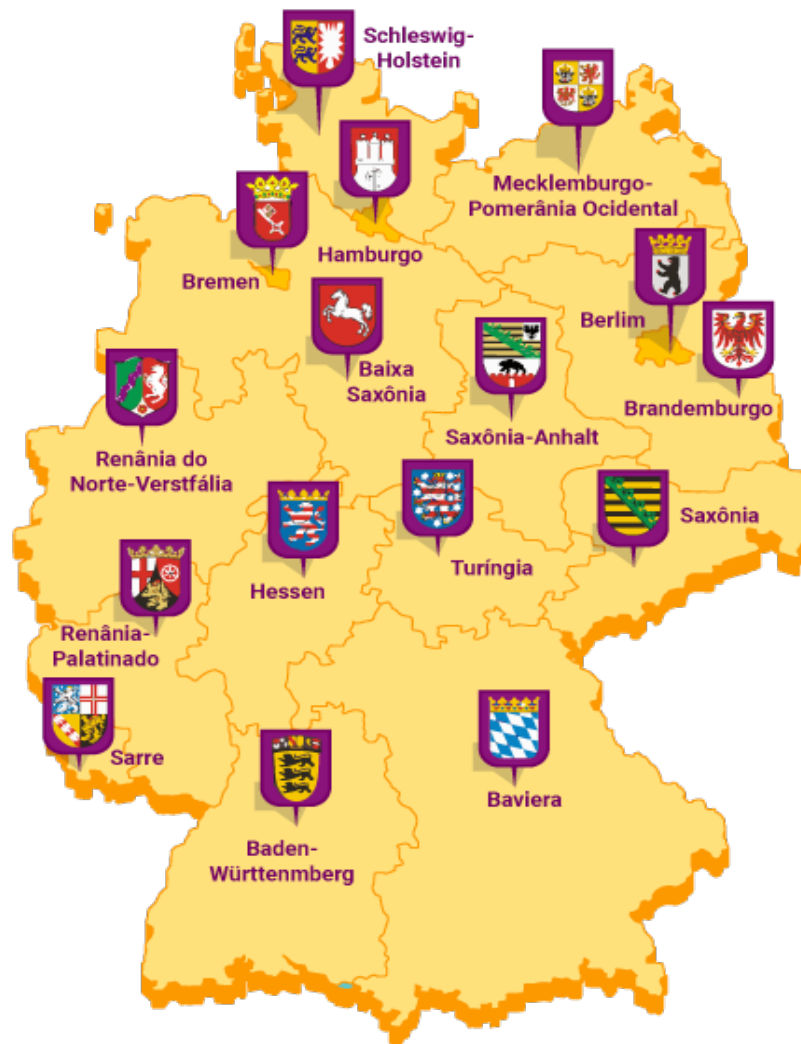 Schleswig-
Holstein
Mecklemburgo-
Pomerânia Ocidental
Hamburgo
Bremen
Berlim
Baixa
Saxônia
Brandemburgo
Saxônia-Anhalt
Renânia do
Norte-Verstfália
Saxônia
Turíngia
Hessen
Renânia-
Palatinado
Sarre
Baviera
Baden-
Württenmberg